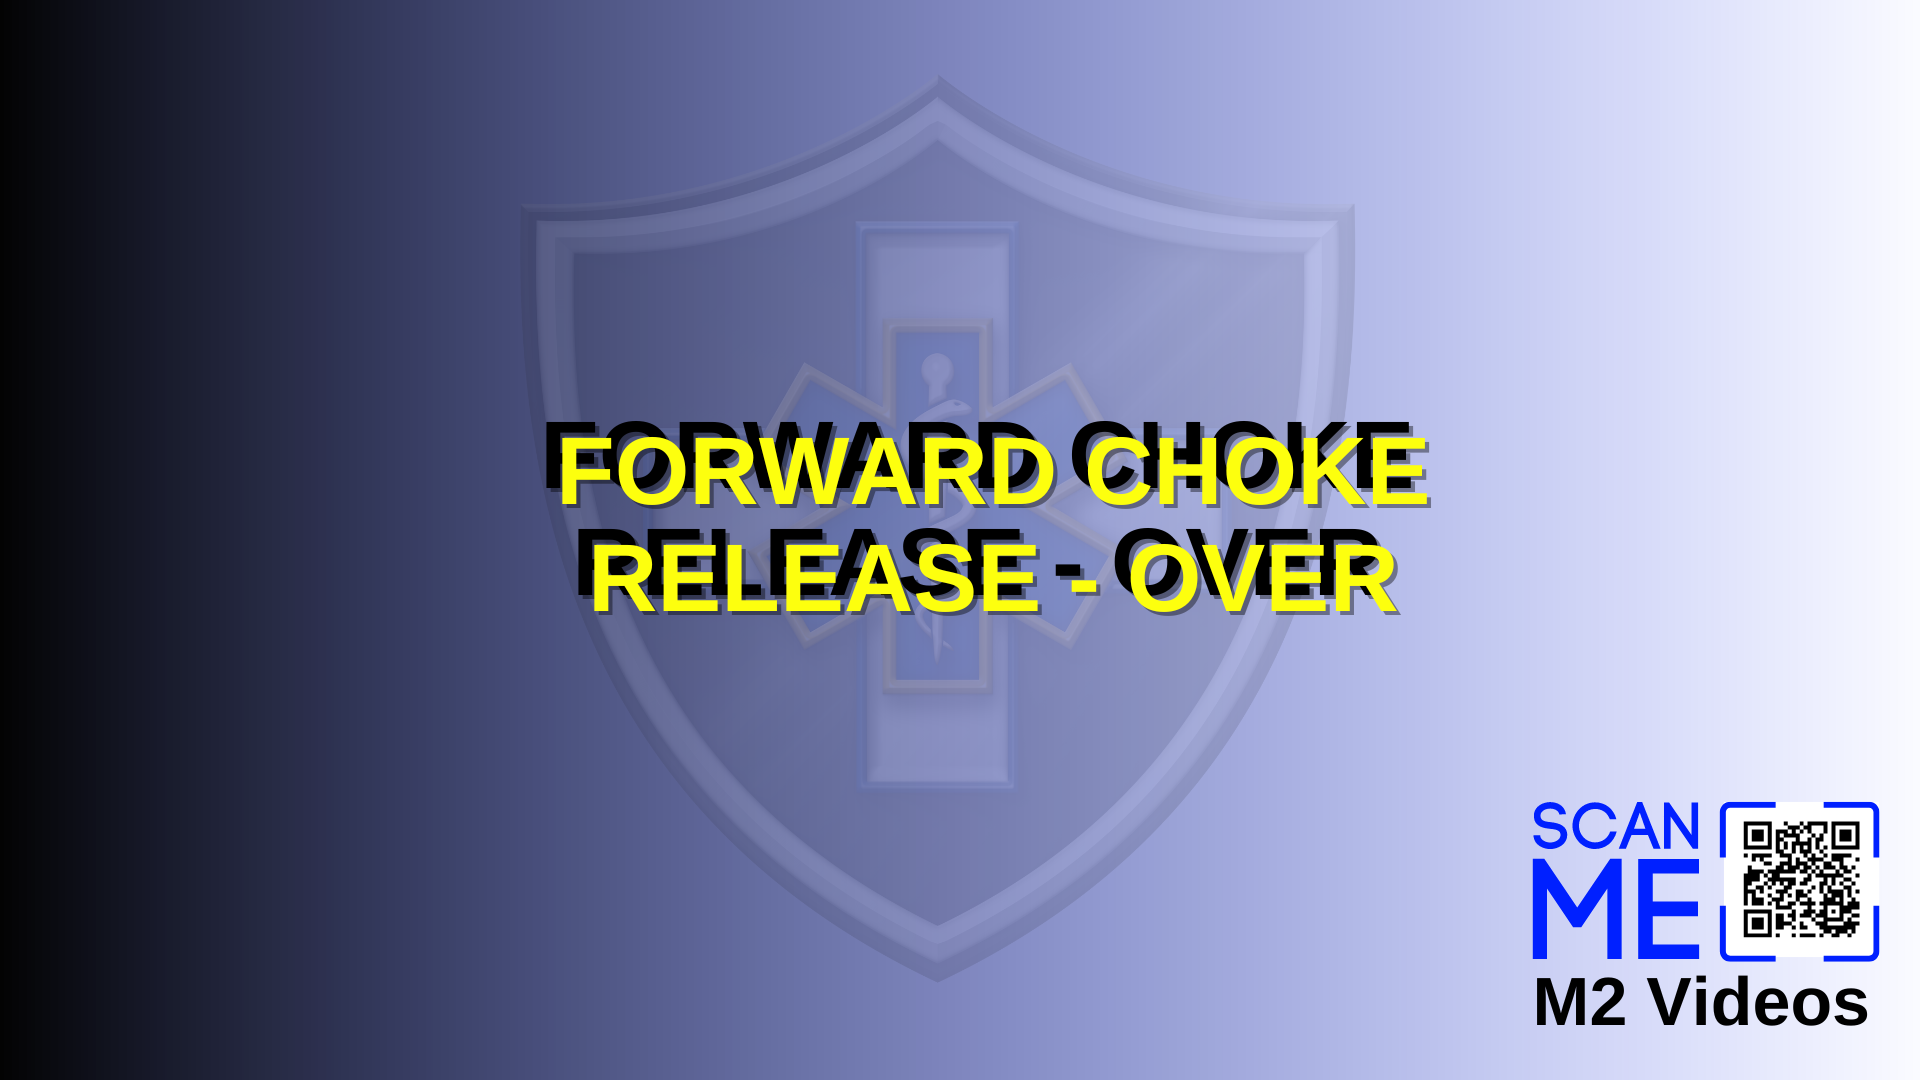 FORWARD CHOKE
RELEASE - OVER
SCAN
ME
M2 Videos